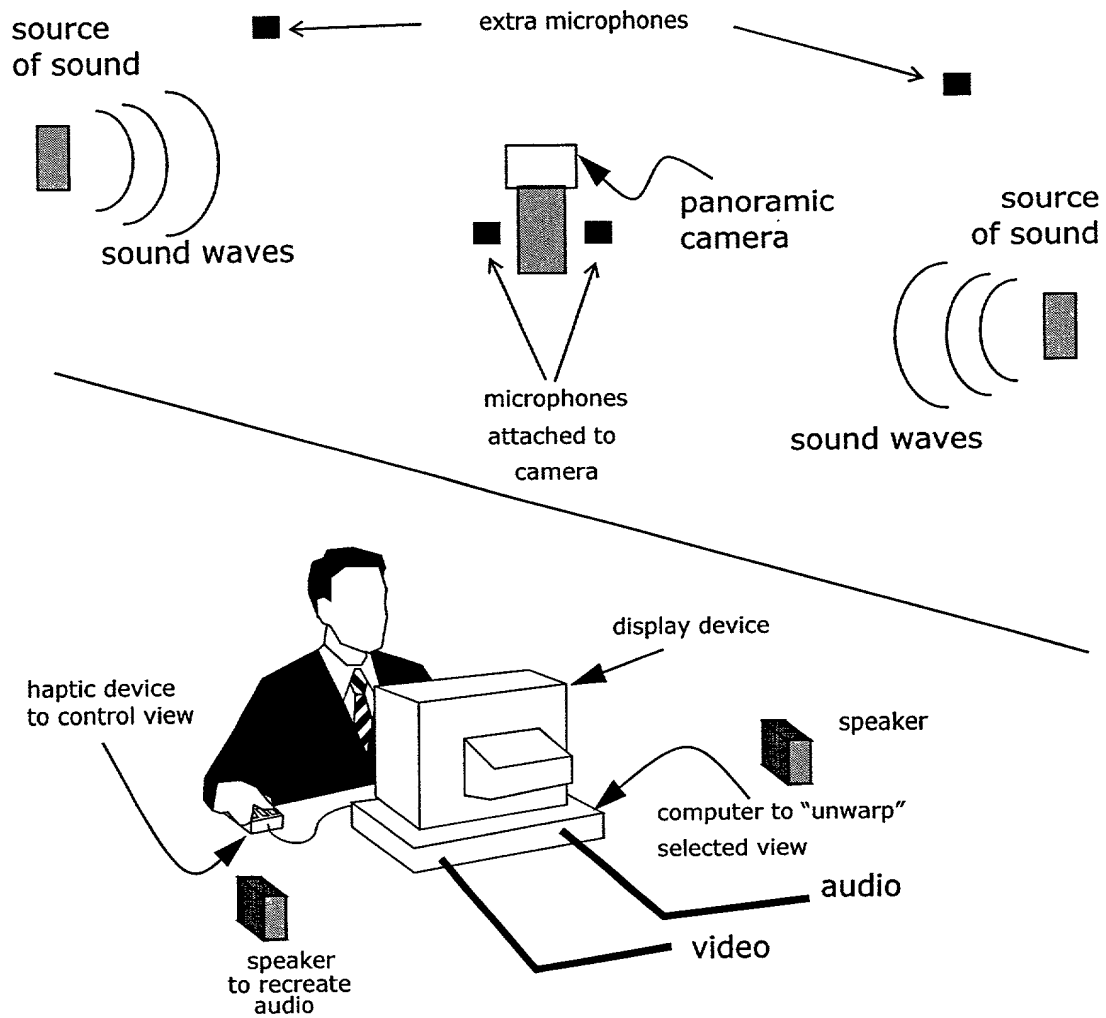 source
of sound
extra microphones
sound waves
panoramic
camera
source
of sound
microphones
attached to
camera
sound waves
display device
haptic device
to control view
speaker
computer to “unwarp”
selected view
audio
video
speaker
to recreate
audio